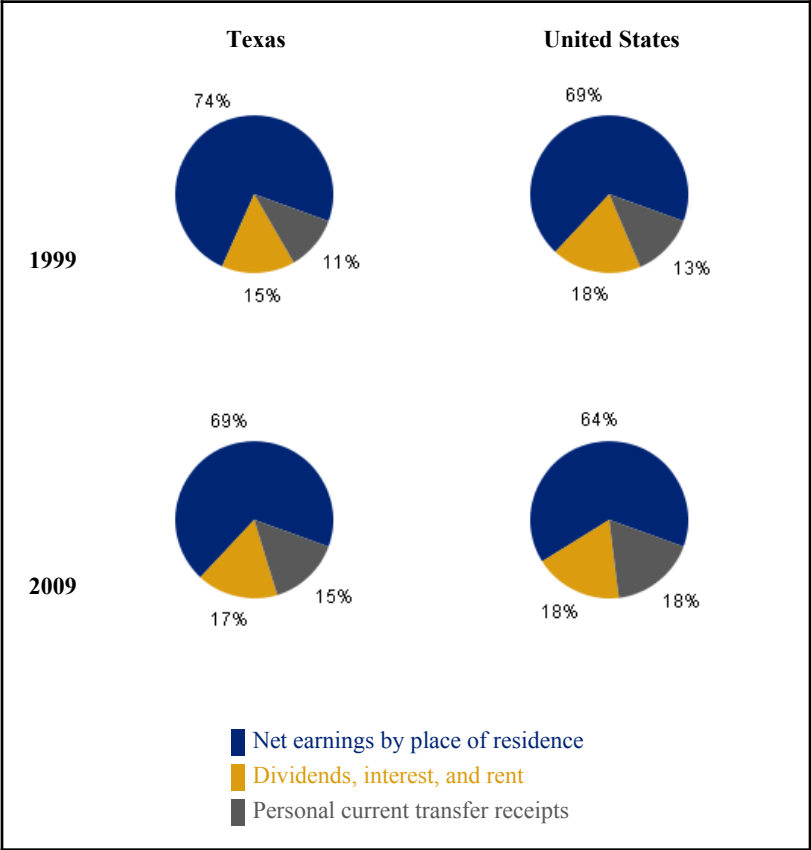 Texas
United States
74%
69%
1999
11%
13%
15%
18%
69%
64%
2009
15%
18%
17%
18%
Net earnings by place of residence
Dividends, interest, and rent
Personal current transfer receipts